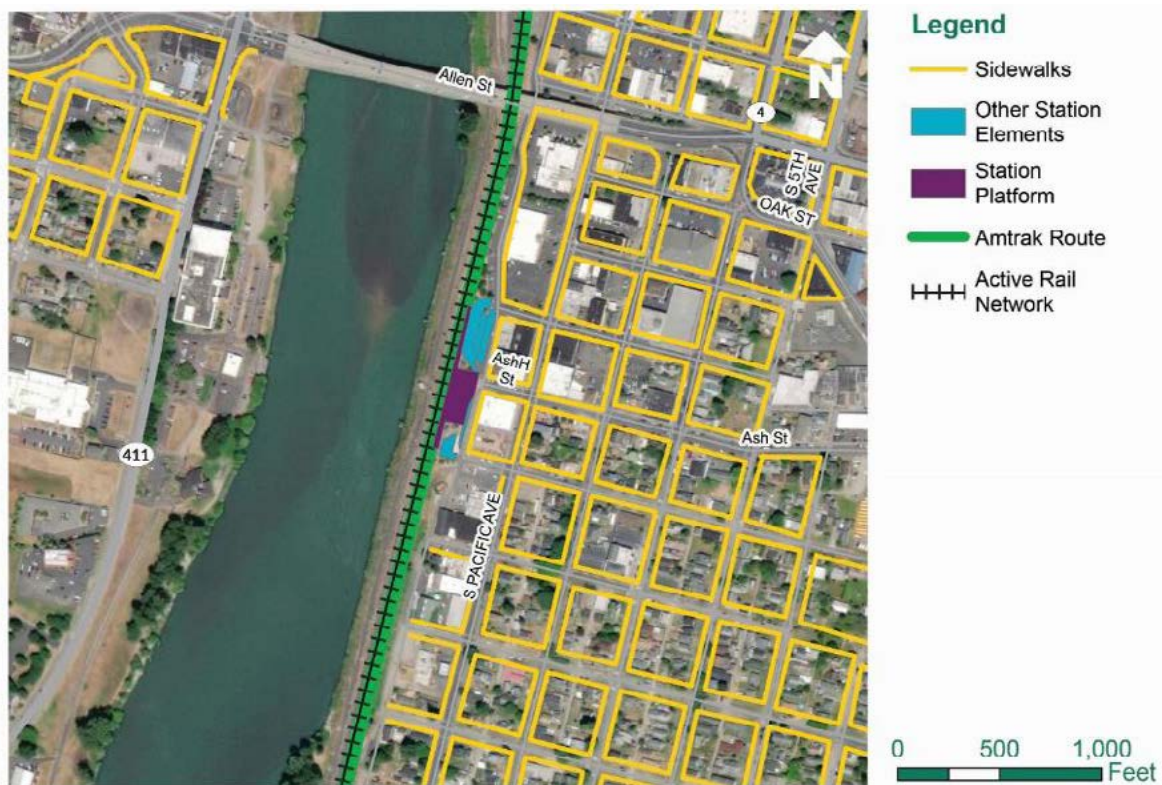 Allen St
4
N
S 5TH
AVE
OAK ST
AshH
St
Ash St
411
S PACIFIC AVE
Legend
Sidewalks
Other Station
Elements
Station
Platform
Amtrak Route
Active Rail
Network
0 500 1,000
Feet